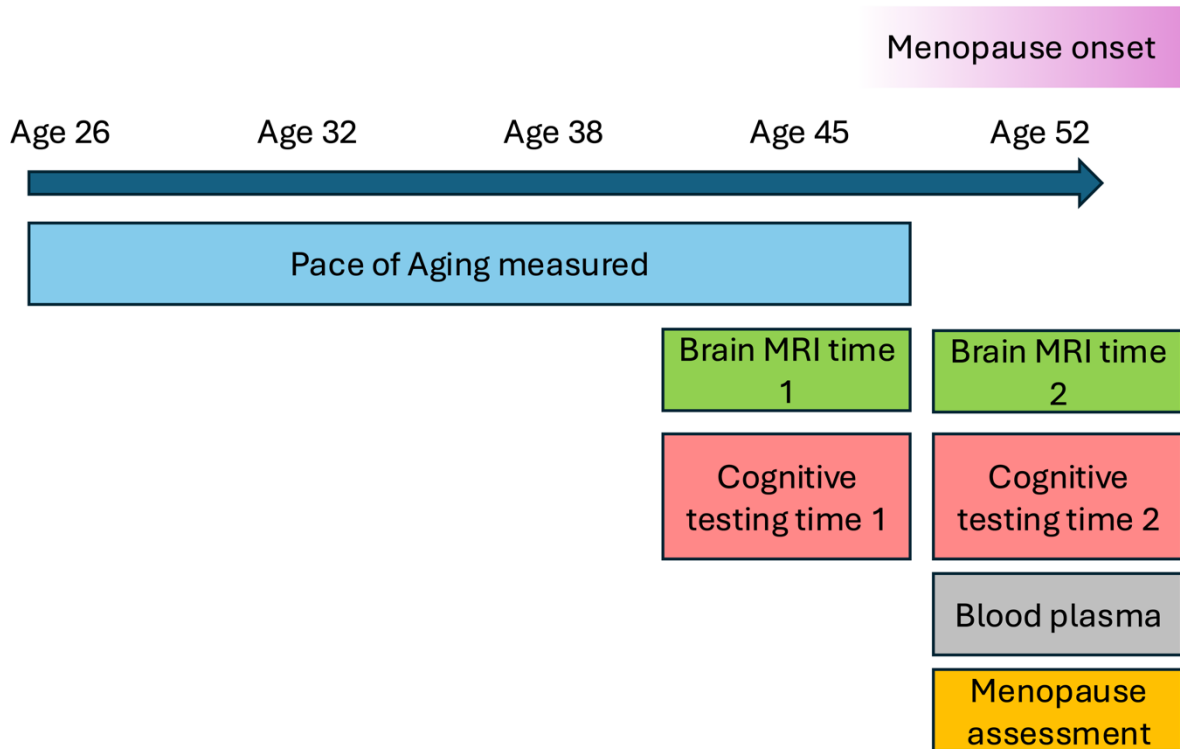 Menopause onset
Age 26 Age 32 Age 38 Age 45 Age 52
Pace of Aging measured
Brain MRI time
1
Brain MRI time
2
Cognitive
testing time 1
Cognitive
testing time 2
Blood plasma
Menopause
assessment